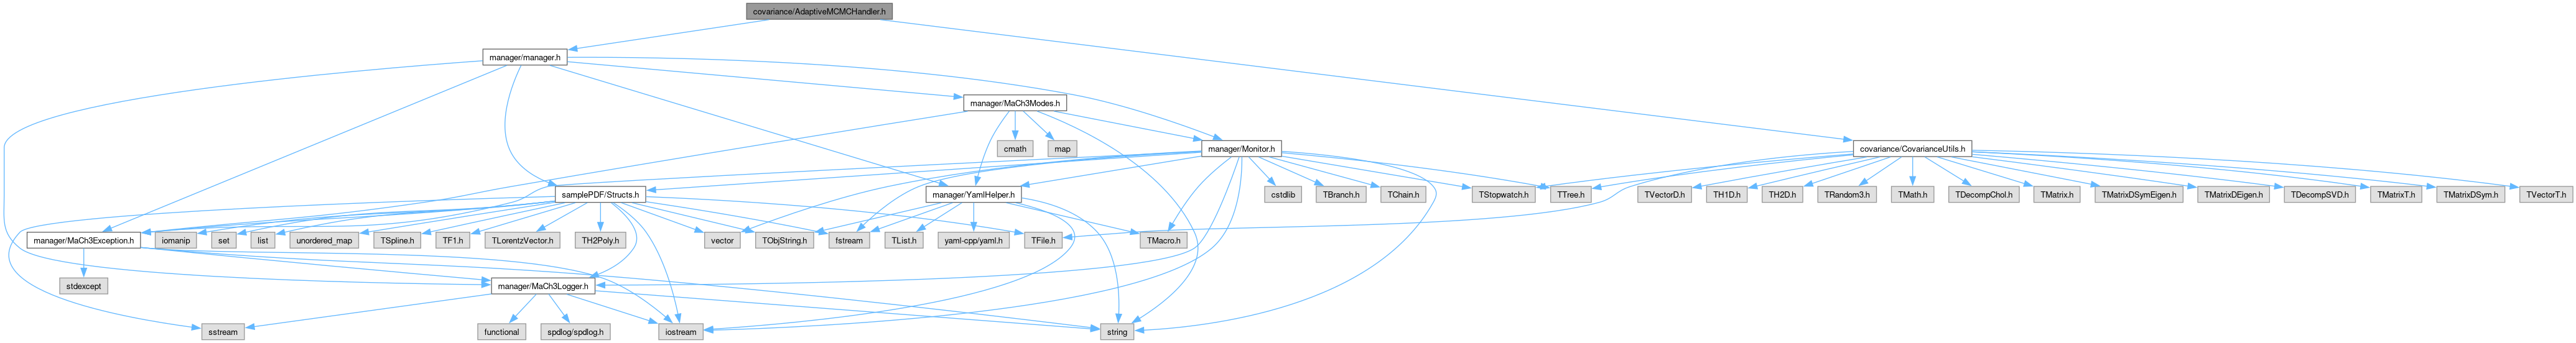 covariance/AdaptiveMCMCHandler.h
manager/manager.h
manager/MaCh3Modes.h
cmath
map
manager/Monitor.h
covariance/CovarianceUtils.h
samplePDF/Structs.h
manager/YamlHelper.h
cstdlib
TBranch.h
TChain.h
TStopwatch.h
TTree.h
TVectorD.h
TH1D.h
TH2D.h
TRandom3.h
TMath.h
TDecompChol.h
TMatrix.h
TMatrixDSymEigen.h
TMatrixDEigen.h
TDecompSVD.h
TMatrixT.h
TMatrixDSym.h
TVectorT.h
manager/MaCh3Exception.h
iomanip
set
list
unordered_map
TSpline.h
TF1.h
TLorentzVector.h
TH2Poly.h
vector
TObjString.h
fstream
TList.h
yaml-cpp/yaml.h
TFile.h
TMacro.h
stdexcept
manager/MaCh3Logger.h
sstream
functional
spdlog/spdlog.h
iostream
string